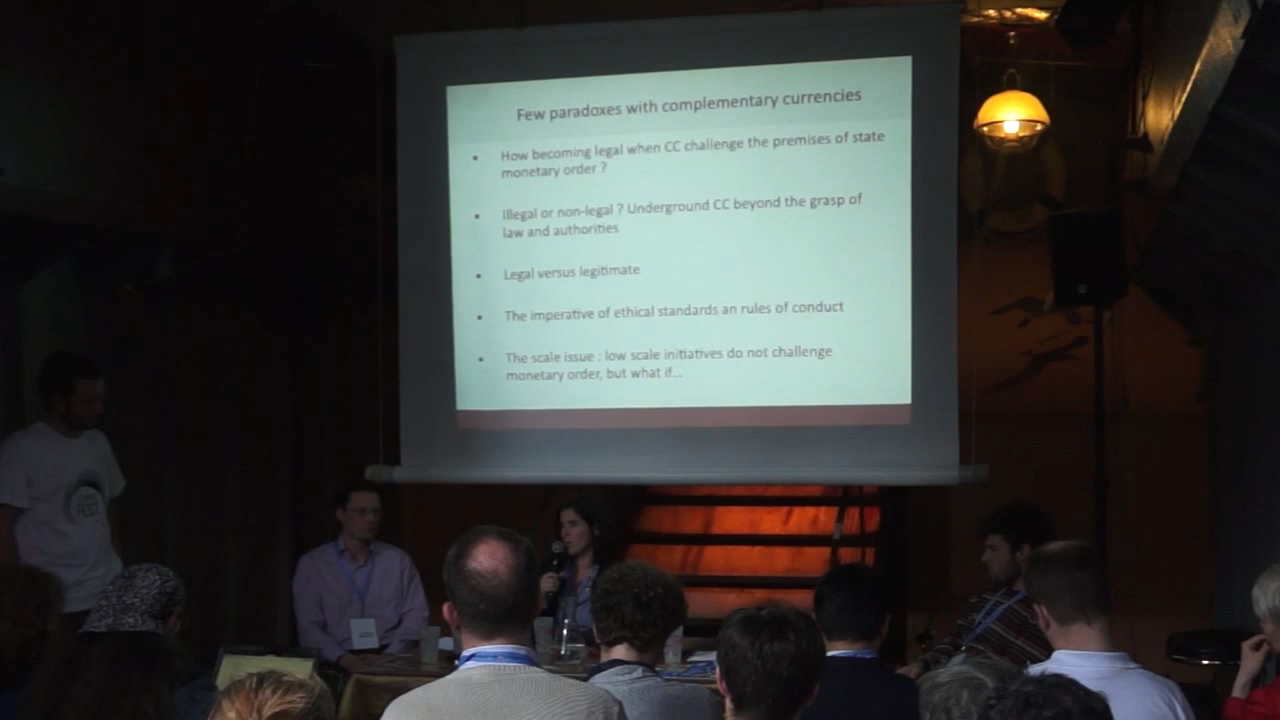 Few paradoxes with complementary currencies
• How becoming legal when CC challenge the premises of state
monetary order ?
• Illegal or non-legal ? Underground CC beyond the grasp of
law and authorities
• Legal versus legitimate
• The imperative of ethical standards an rules of conduct
• The scale issue : low scale initiatives do not challenge
monetary order, but what if...
FEST